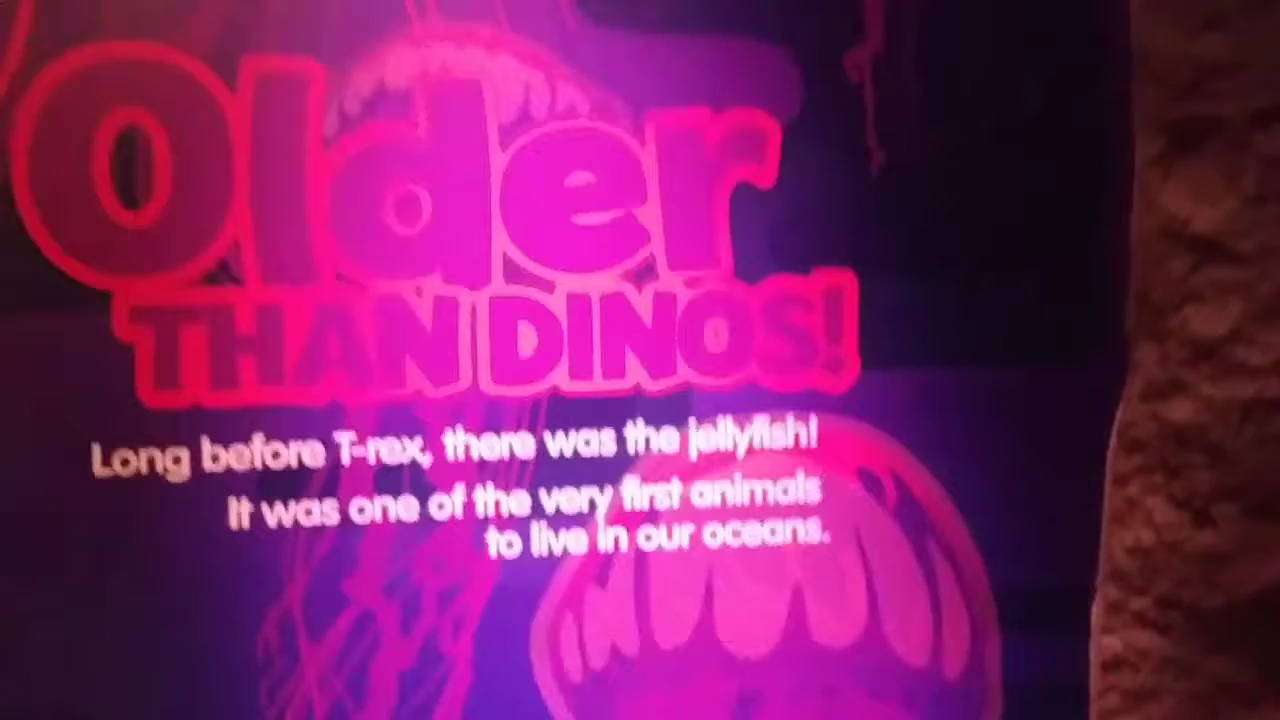 Older
THAN DINOS!
Long before T-rex, there was the jellyfish!
It was one of the very first animals
to live in our oceans.